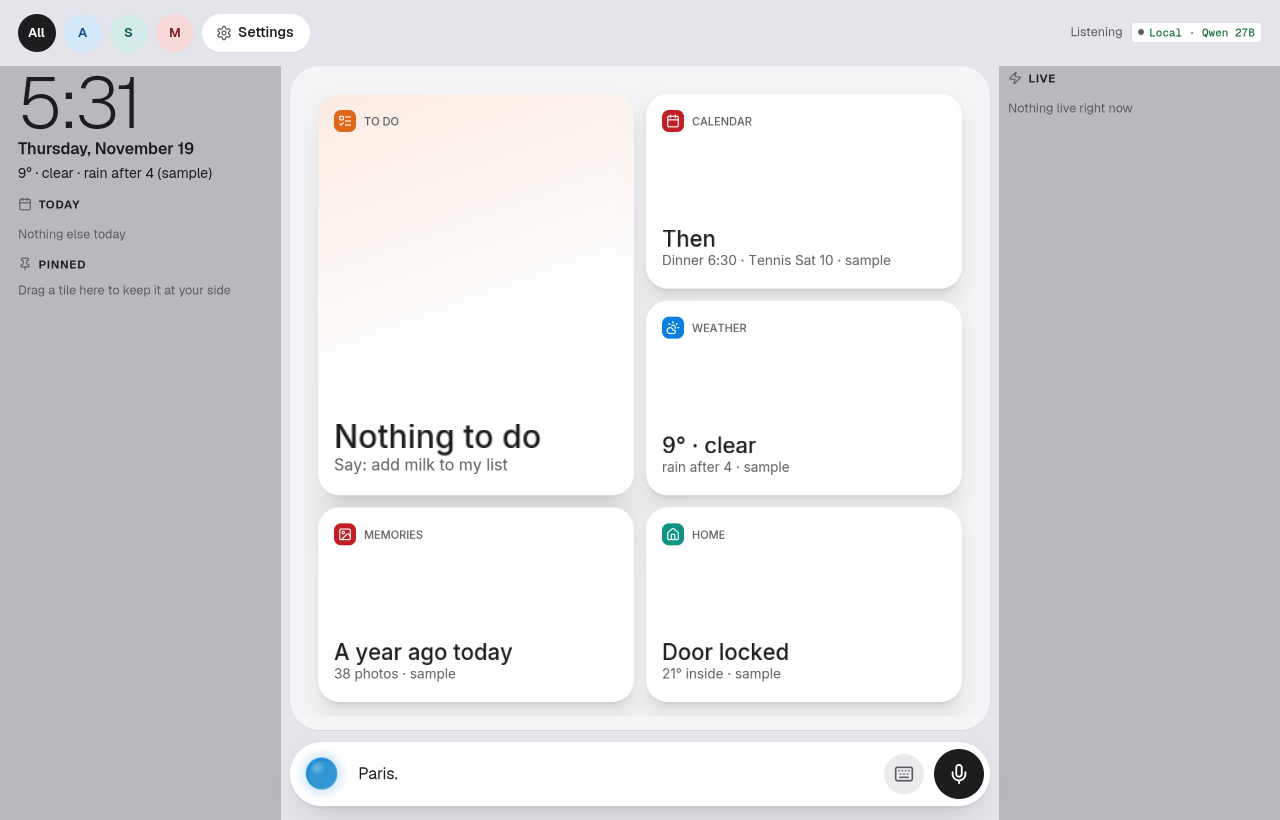 All A S M Settings
Listening
Local · Qwen 27B
5:31
Thursday, November 19
9° · clear · rain after 4 (sample)
TODAY
Nothing else today
PINNED
Drag a tile here to keep it at your side
TO DO
Nothing to do
Say: add milk to my list
CALENDAR
Then
Dinner 6:30 · Tennis Sat 10 · sample
WEATHER
9° · clear
rain after 4 · sample
MEMORIES
A year ago today
38 photos · sample
HOME
Door locked
21° inside · sample
LIVE
Nothing live right now
Paris.